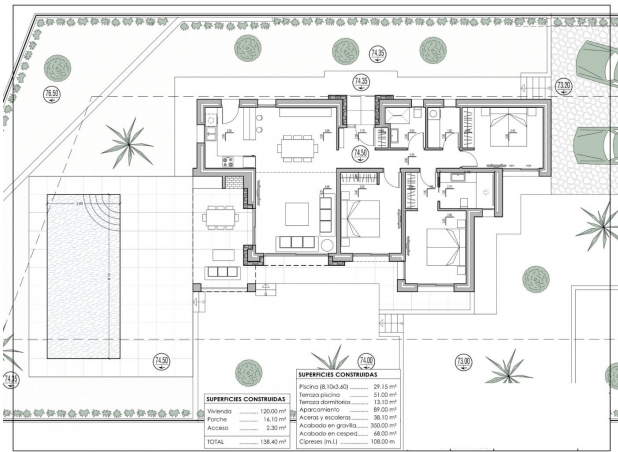 74,35
74,35
76,50
73,20
74,50
74,50
74,00
73,00
74,35
SUPERFICIES CONSTRUIDAS
Vivienda ............ 120,00 m²
Porche ............ 16,10 m²
Acceso ............ 2,30 m²
TOTAL ............ 138,40 m²
SUPERFICIES CONSTRUIDAS
Piscina (8,10x3,60) .......... 29,15 m²
Terraza piscina .......... 51,00 m²
Terraza dormitorios .......... 13,10 m²
Aparcamiento .......... 89,00 m²
Aceras y escaleras .......... 38,10 m²
Acabado en gravilla ....... 350,00 m²
Acabado en cesped ....... 68,00 m²
Cipreses (m.l.) .......... 108,00 m